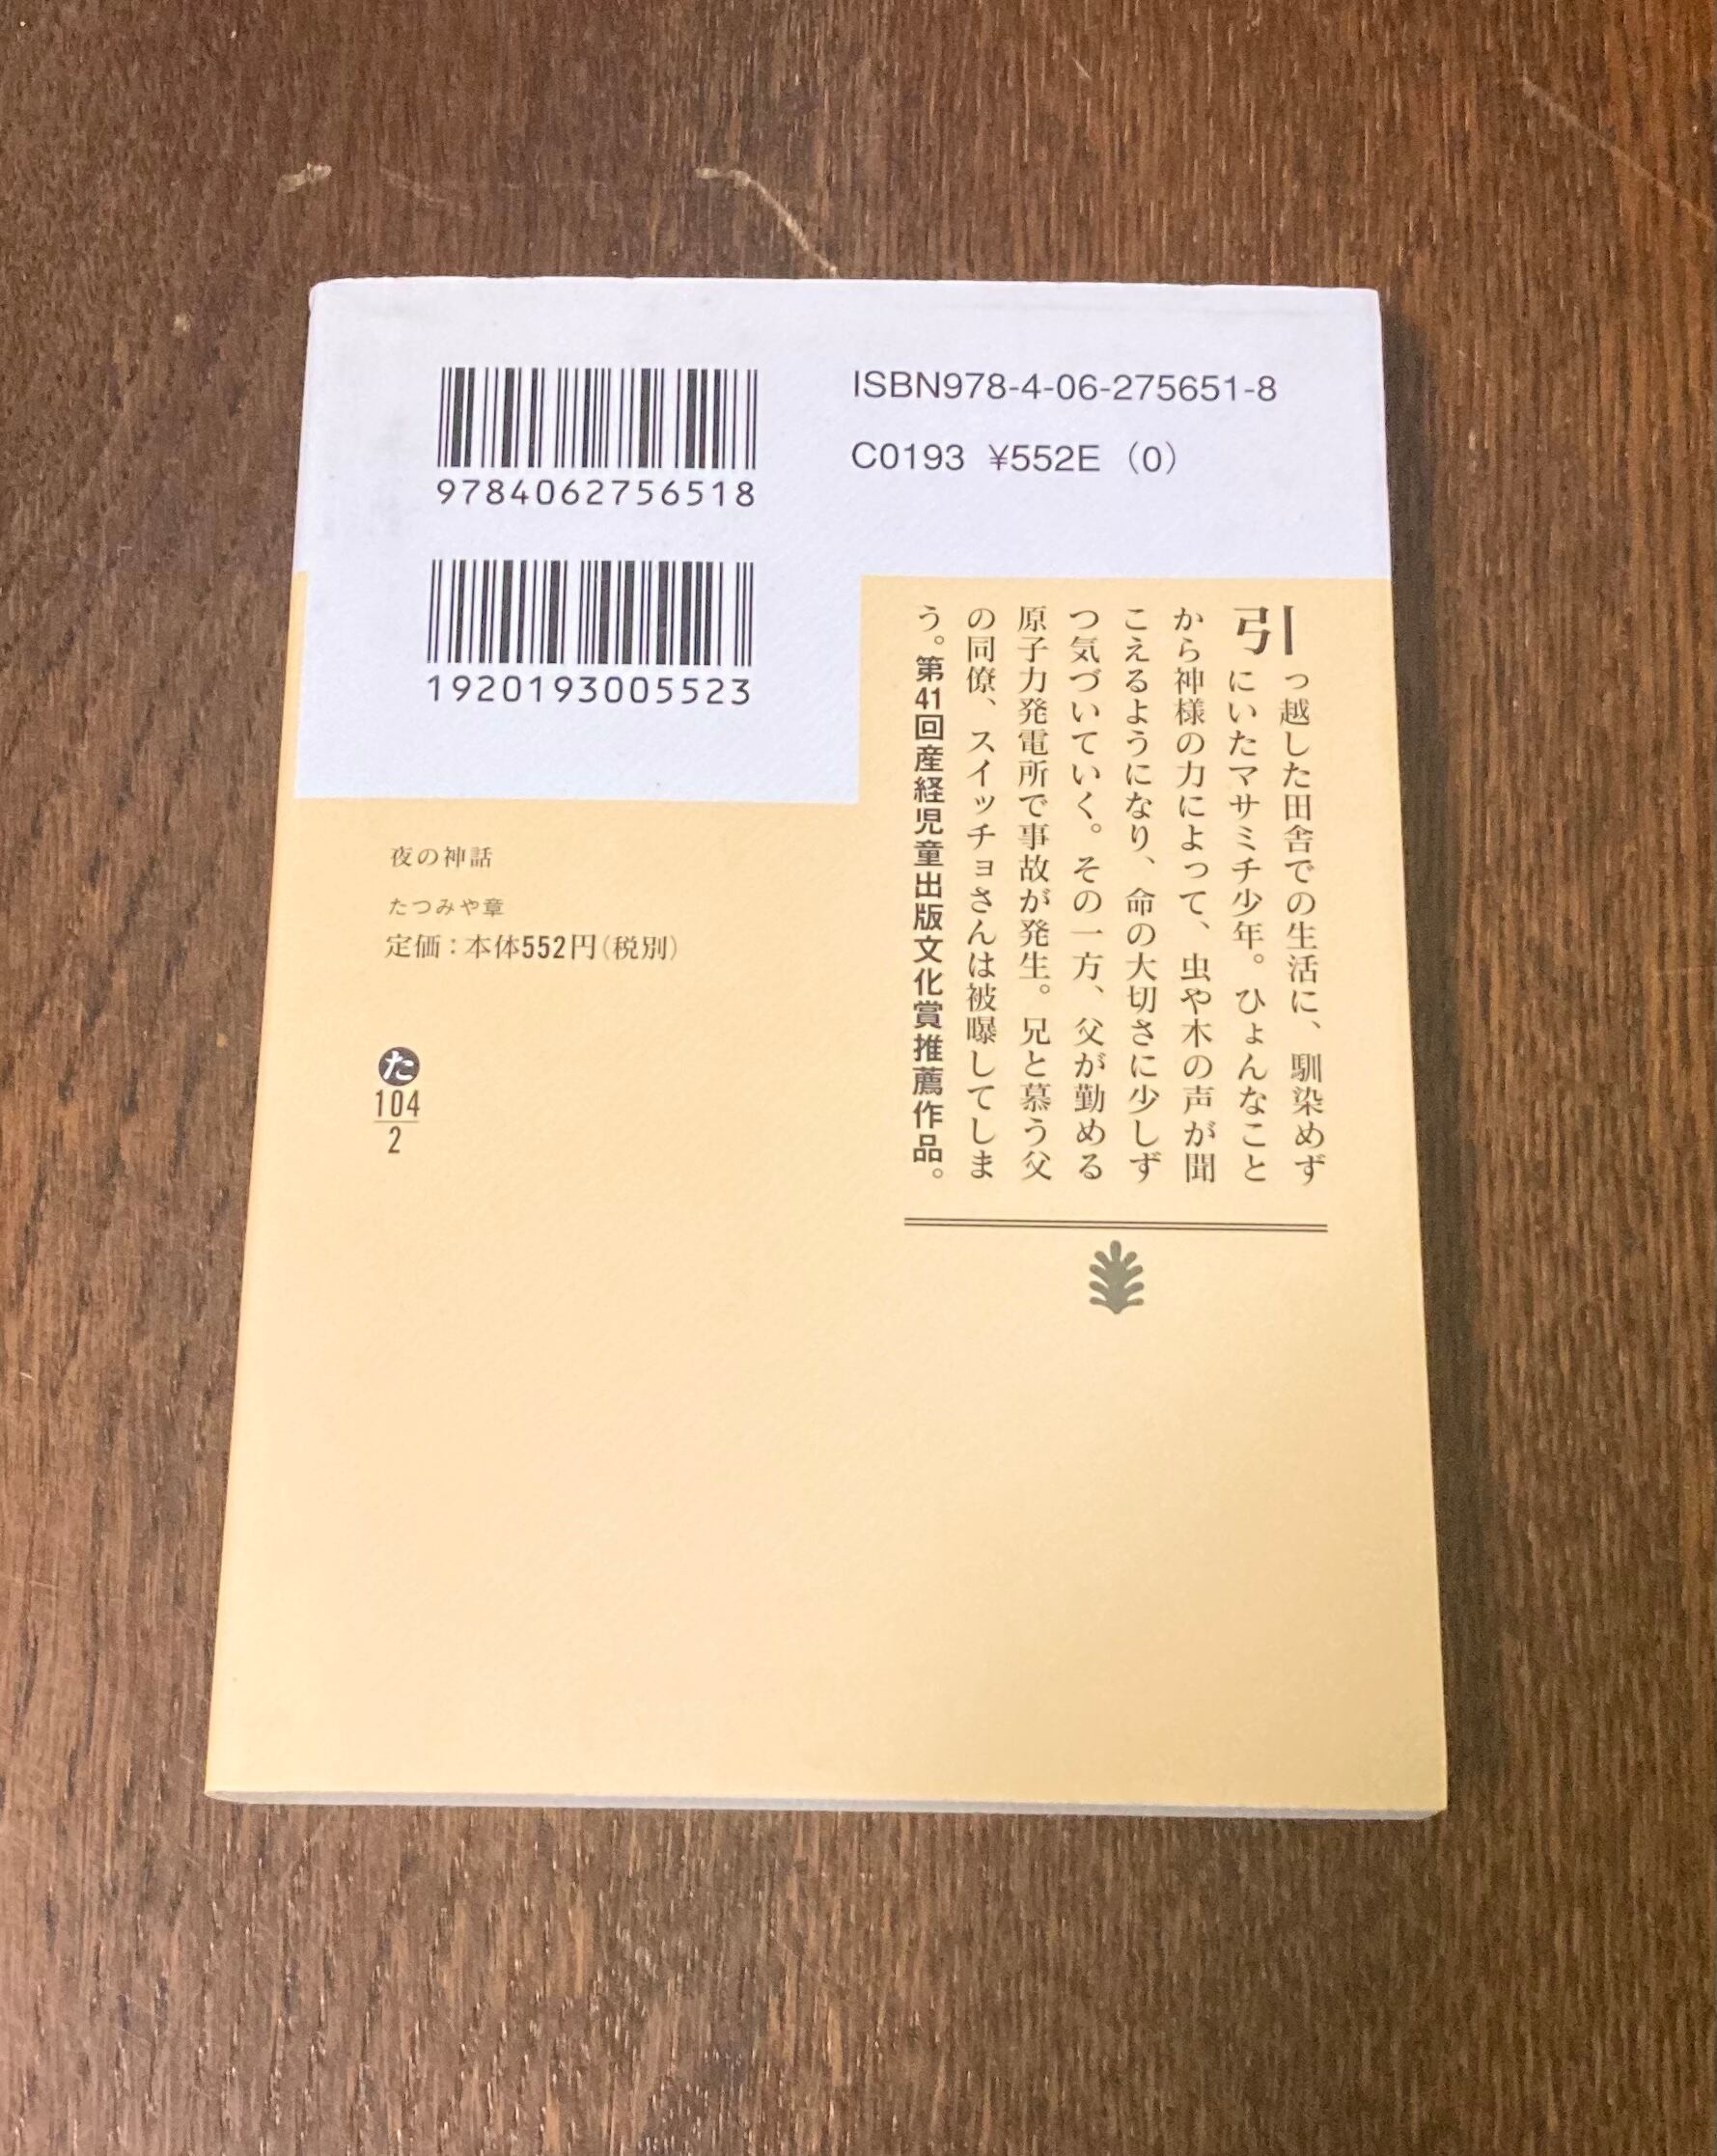 ISBN978-4-06-275651-8
C0193 ¥552E (0)
9784062756518
1920193005523
引っ越した田舎での生活に、馴染めず
にいたマサミチ少年。ひょんなこと
から神様の力によって、虫や木の声が聞
こえるようになり、命の大切さに少しず
つ気づいていく。その一方、父が勤める
原子力発電所で事故が発生。兄と慕う父
の同僚、スイッチョさんは被曝してしま
う。第41回産経児童出版文化賞推薦作品。
夜の神話
たつみや章
定価：本体552円（税別）
た
104
2